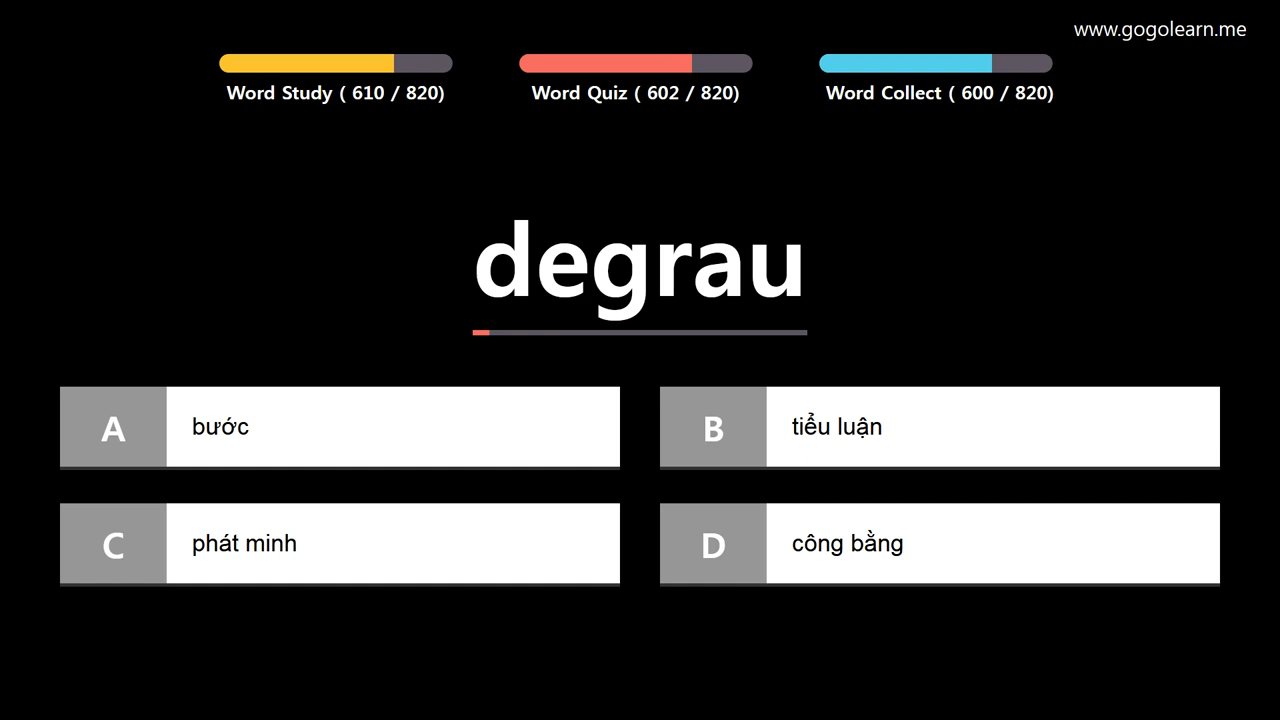 www.gogolearn.me
Word Study ( 610 / 820)
Word Quiz ( 602 / 820)
Word Collect ( 600 / 820)
degrau
A bước
B tiểu luận
C phát minh
D công bằng